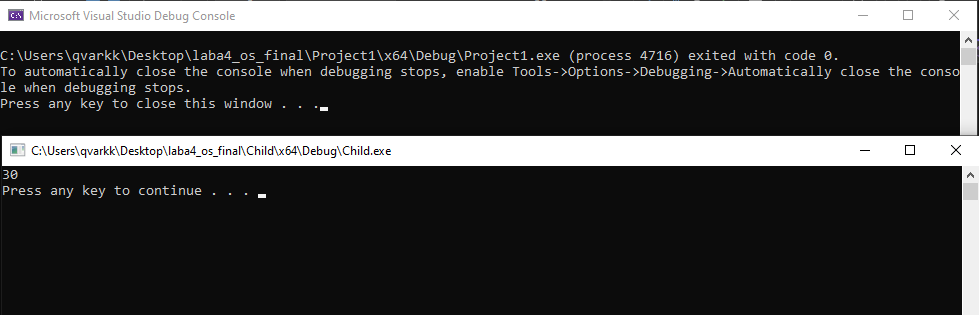 Microsoft Visual Studio Debug Console
C:\Users\qvarkk\Desktop\laba4_os_final\Project1\x64\Debug\Project1.exe (process 4716) exited with code 0.
To automatically close the console when debugging stops, enable Tools->Options->Debugging->Automatically close the conso
le when debugging stops.
Press any key to close this window . . .
C:\Users\qvarkk\Desktop\laba4_os_final\Child\x64\Debug\Child.exe
30
Press any key to continue . . .